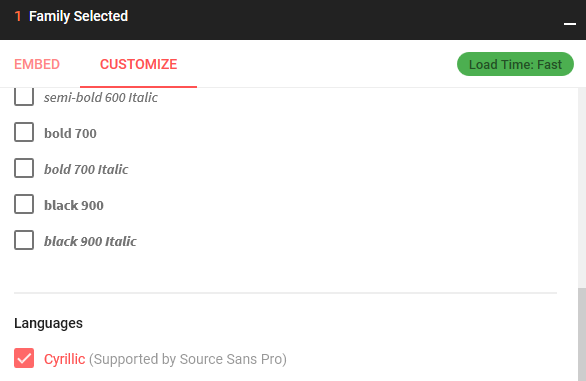 1 Family Selected
EMBED CUSTOMIZE Load Time: Fast
semi-bold 600 Italic
bold 700
bold 700 Italic
black 900
black 900 Italic
Languages
Cyrillic (Supported by Source Sans Pro)